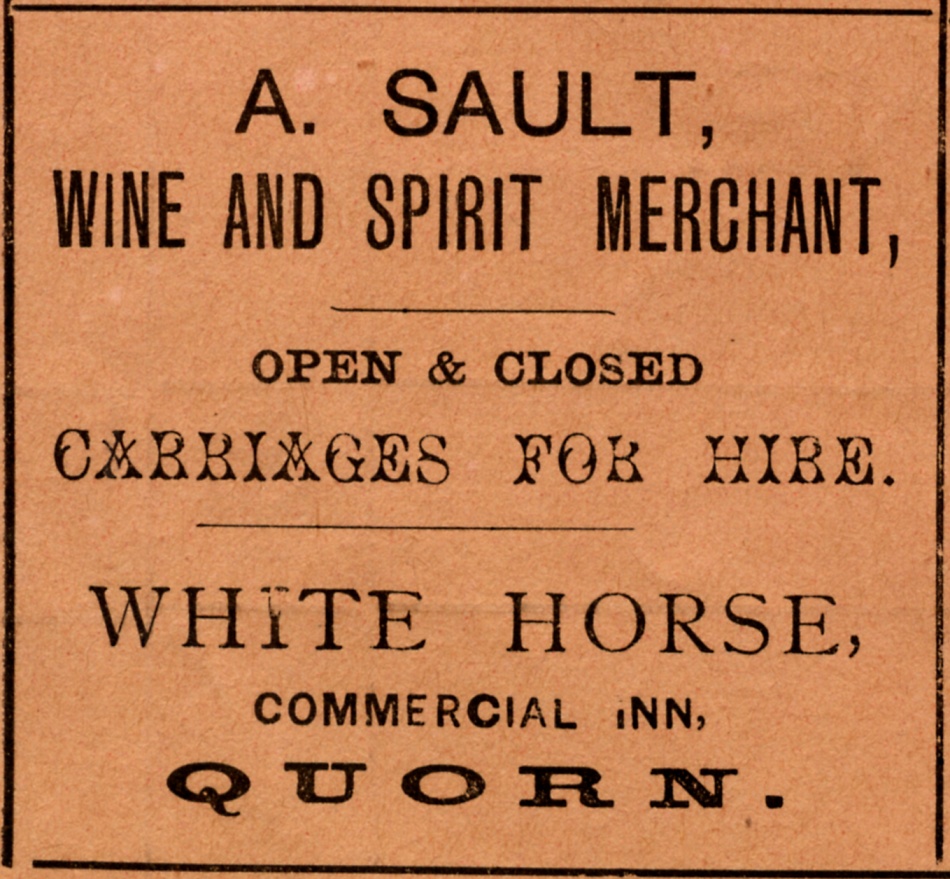 A. SAULT,
WINE AND SPIRIT MERCHANT,
OPEN & CLOSED
CARRIAGES FOR HIRE.
WHITE HORSE,
COMMERCIAL INN,
QUORN.